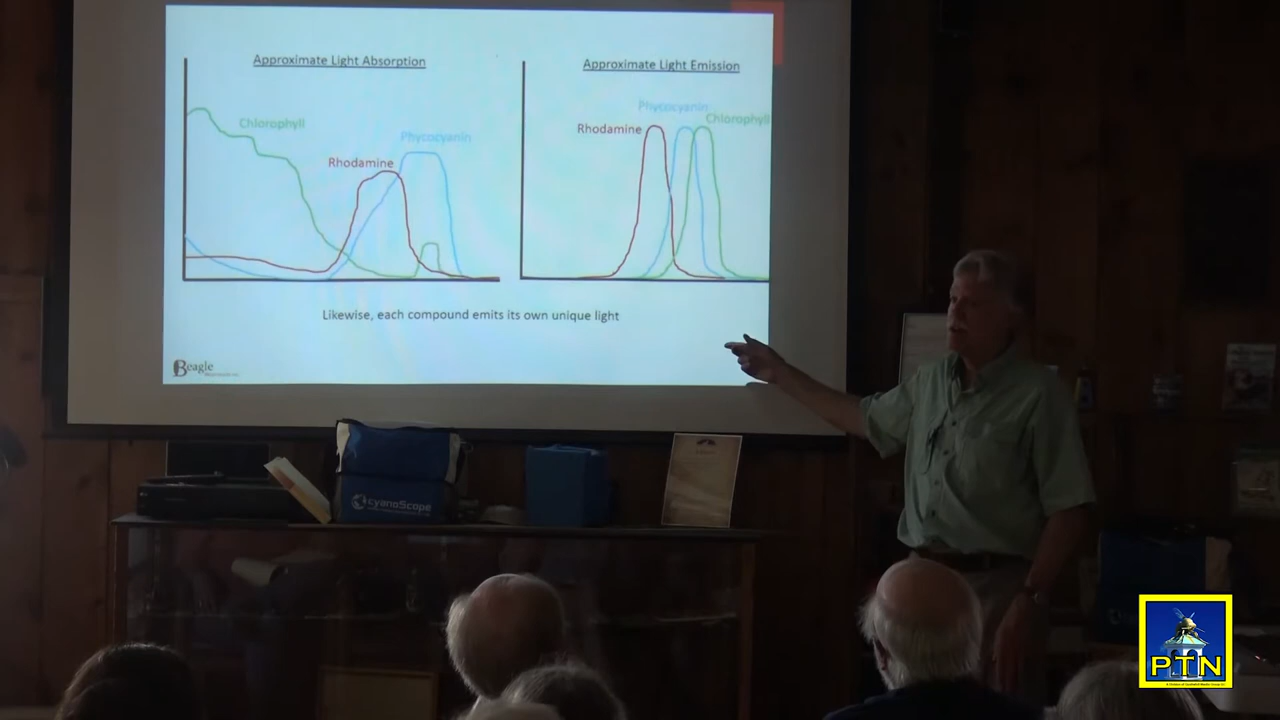 Approximate Light Absorption
Approximate Light Emission
Chlorophyll
Phycocyanin
Rhodamine
Phycocyanin
Chlorophyll
Rhodamine
Likewise, each compound emits its own unique light
Beagle
cyanoScope
PTN